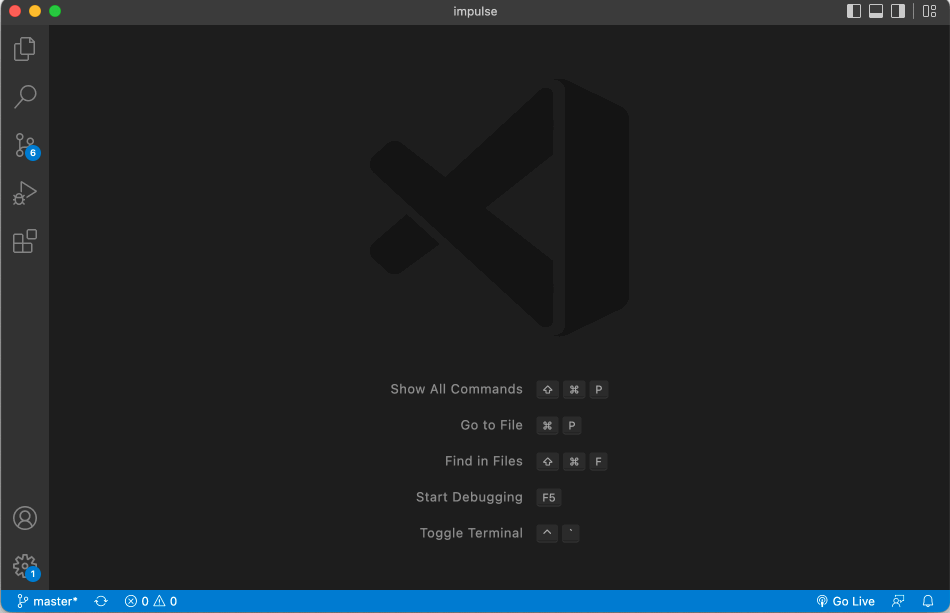 impulse
6
Show All Commands ⇧ ⌘ P
Go to File ⌘ P
Find in Files ⇧ ⌘ F
Start Debugging F5
Toggle Terminal ^ `
1
master* 0 0 Go Live